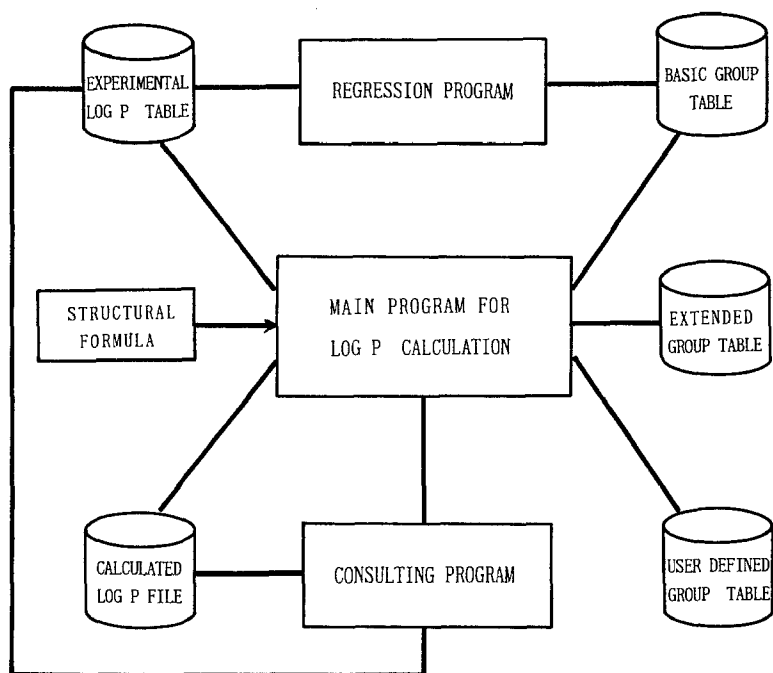 EXPERIMENTAL
LOG P TABLE
REGRESSION PROGRAM
BASIC GROUP
TABLE
STRUCTURAL
FORMULA
MAIN PROGRAM FOR
LOG P CALCULATION
EXTENDED
GROUP TABLE
CALCULATED
LOG P FILE
CONSULTING PROGRAM
USER DEFINED
GROUP TABLE